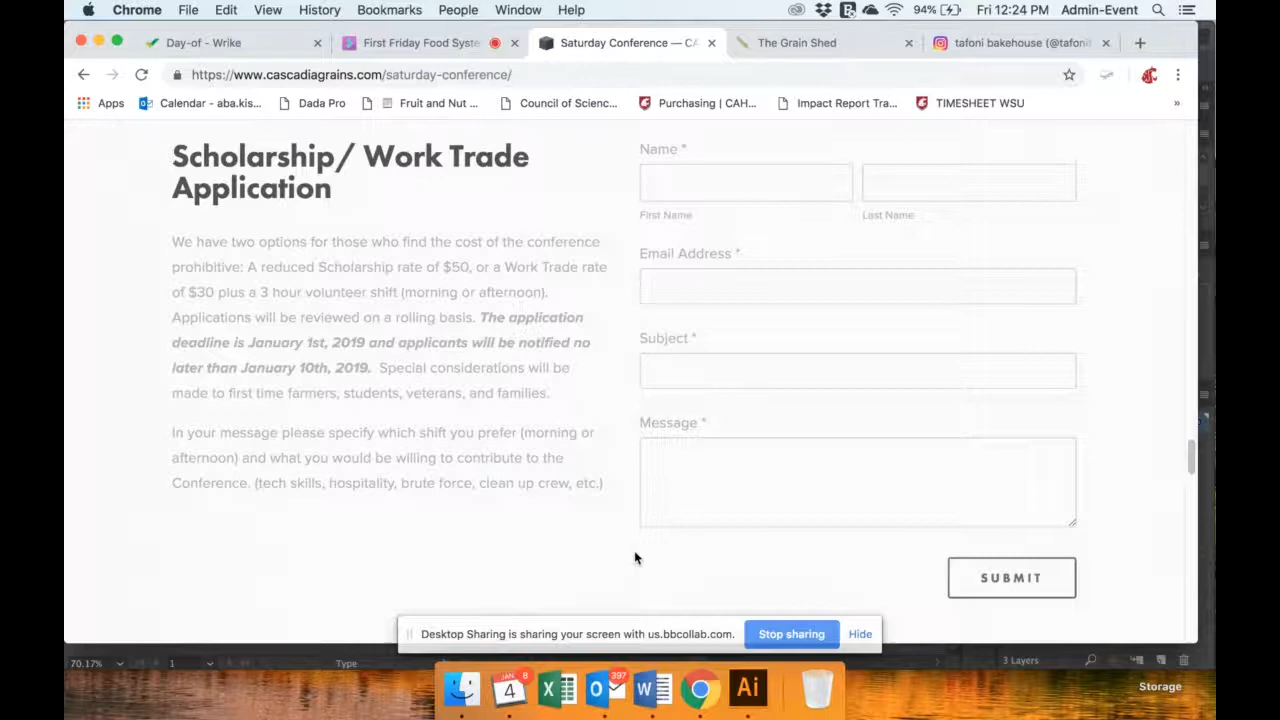 Chrome File Edit View History Bookmarks People Window Help 94% Fri 12:24 PM Admin-Event
Day-of - Wrike First Friday Food Syste Saturday Conference — CA The Grain Shed tafoni bakehouse (@tafoni
https://www.cascadiagrains.com/saturday-conference/
Apps Calendar - aba.kis... Dada Pro Fruit and Nut ... Council of Scienc... Purchasing | CAH... Impact Report Tra... TIMESHEET WSU »
Scholarship/ Work Trade
Application
We have two options for those who find the cost of the conference
prohibitive: A reduced Scholarship rate of $50, or a Work Trade rate
of $30 plus a 3 hour volunteer shift (morning or afternoon).
Applications will be reviewed on a rolling basis. The application
deadline is January 1st, 2019 and applicants will be notified no
later than January 10th, 2019. Special considerations will be
made to first time farmers, students, veterans, and families.
In your message please specify which shift you prefer (morning or
afternoon) and what you would be willing to contribute to the
Conference. (tech skills, hospitality, brute force, clean up crew, etc.)
Name *
First Name Last Name
Email Address *
Subject *
Message *
SUBMIT
Desktop Sharing is sharing your screen with us.bbcollab.com. Stop sharing Hide
70.17% 1 Type 3 Layers
JAN 4 8 397 Ai
Storage